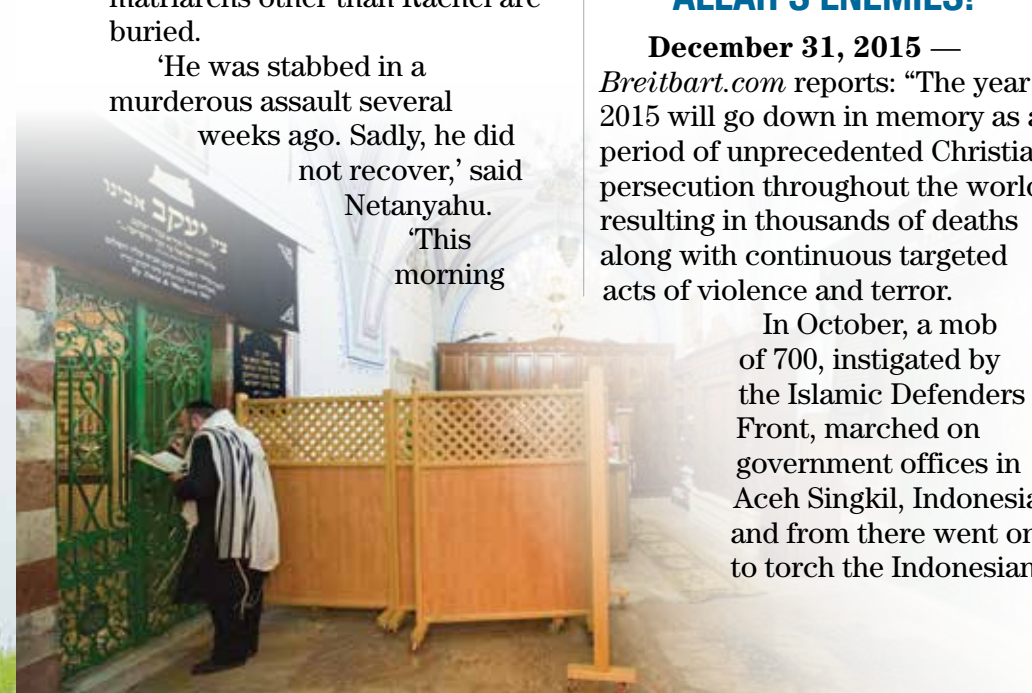 matriarchs other than Rachel are
buried.
‘He was stabbed in a
murderous assault several
weeks ago. Sadly, he did
not recover,’ said
Netanyahu.
‘This
morning
ציון יעקב אבינו
ALLAH’S ENEMIES!
December 31, 2015 —
Breitbart.com reports: “The year
2015 will go down in memory as a
period of unprecedented Christia
persecution throughout the world
resulting in thousands of deaths
along with continuous targeted
acts of violence and terror.
In October, a mob
of 700, instigated by
the Islamic Defenders
Front, marched on
government offices in
Aceh Singkil, Indonesia
and from there went on
to torch the Indonesian